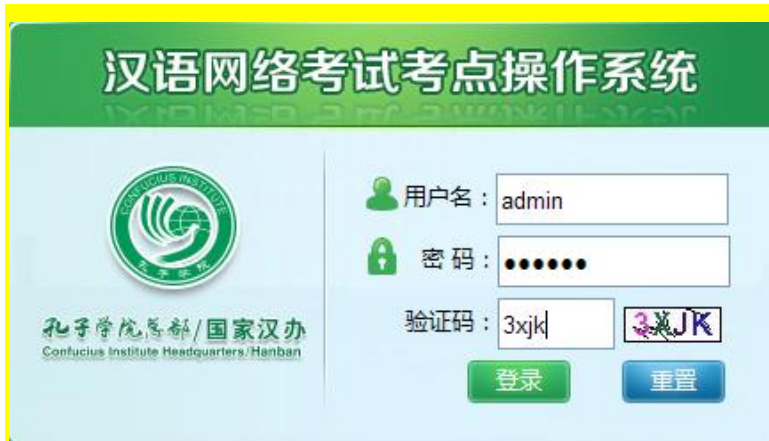 汉语网络考试考点操作系统
CONFUCIUS INSTITUTE
孔子学院
孔子学院总部/国家汉办
Confucius Institute Headquarters/Hanban
用户名：admin
密 码：●●●●●●
验证码：3xjk 3XJK
登录 重置